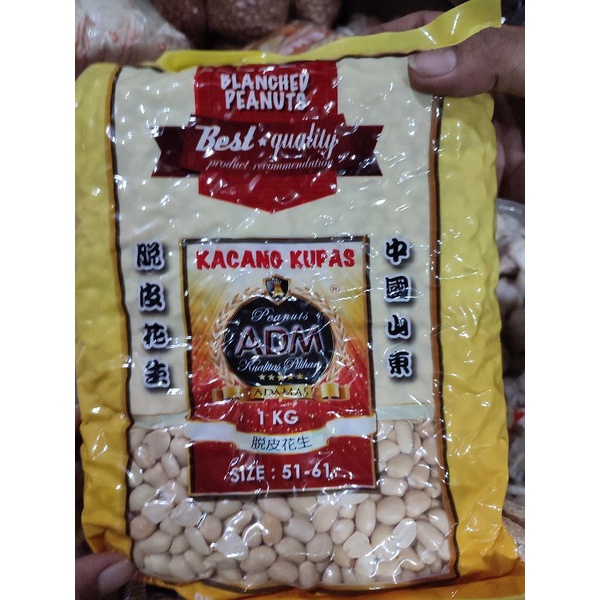 BLANCHED
PEANUTS
Best quality
product recommendation
脱皮花生
中國山東
KACANG KUPAS
Peanuts
ADM
Kualitas Pilihan
ADAMAS
1 KG
脱皮花生
SIZE : 51-61